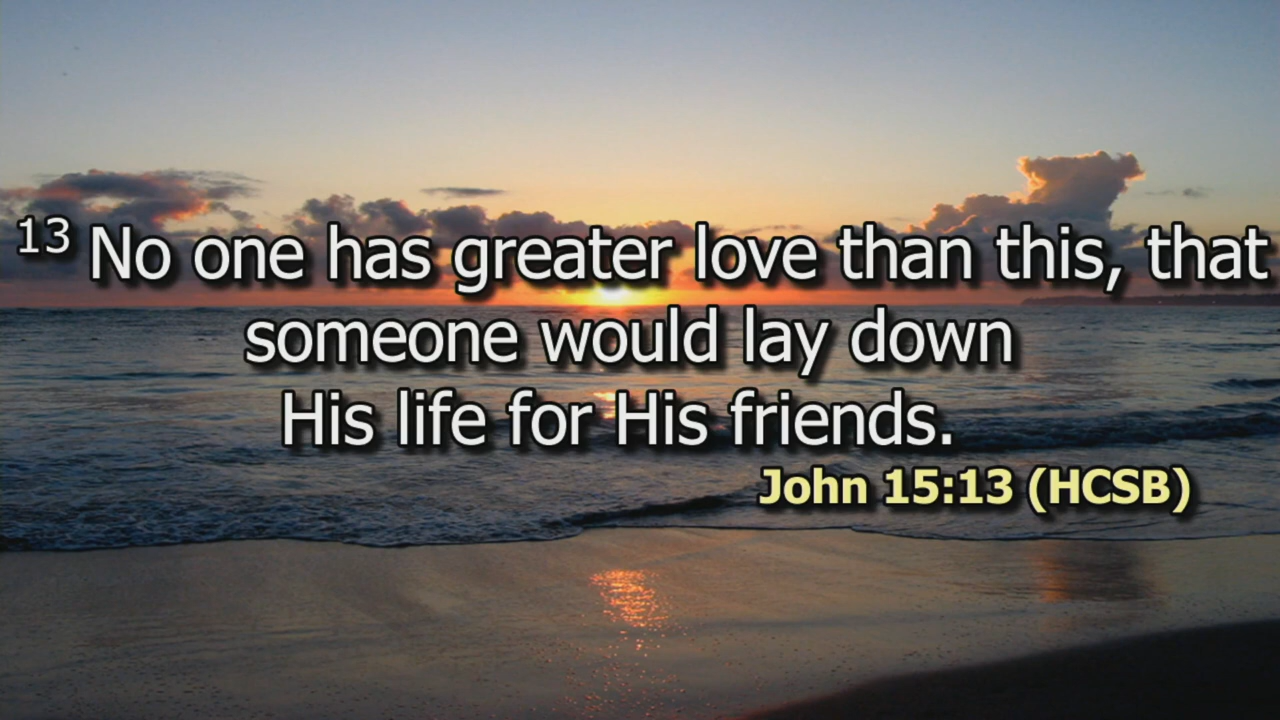 13 No one has greater love than this, that
someone would lay down
His life for His friends.
John 15:13 (HCSB)